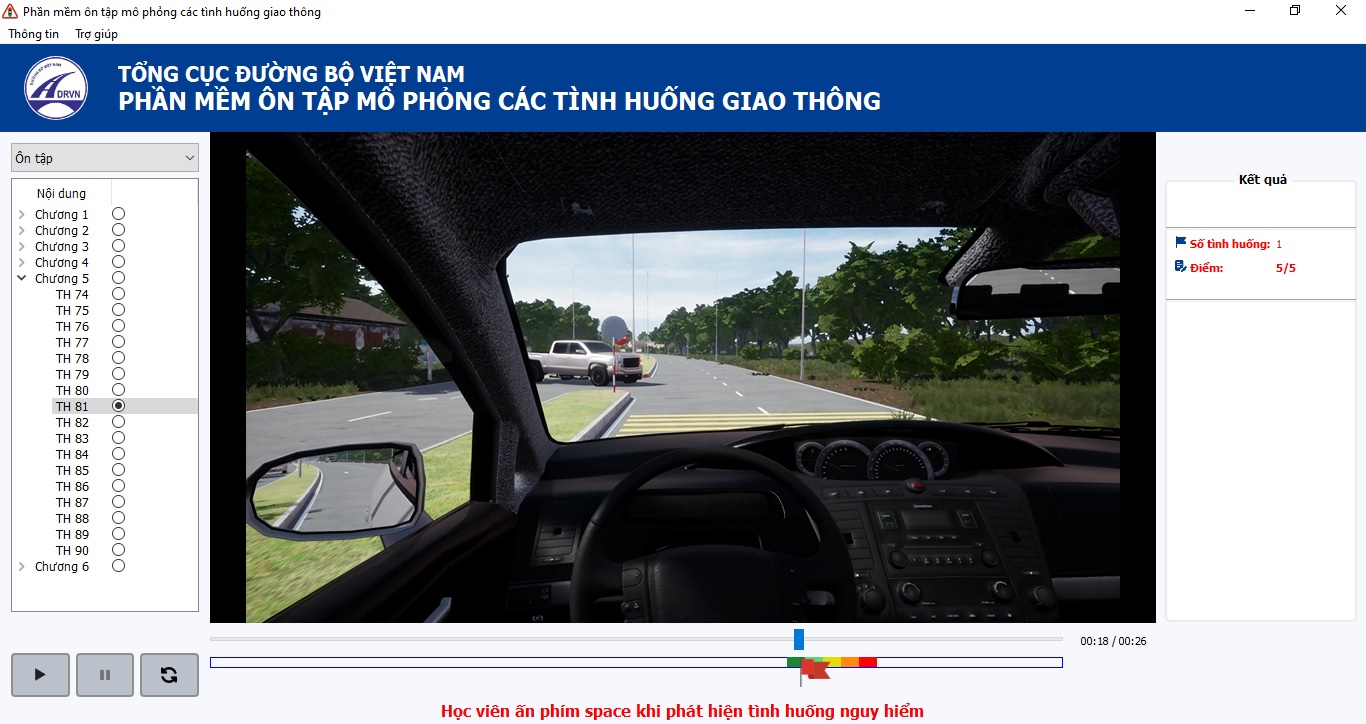 Phần mềm ôn tập mô phỏng các tình huống giao thông
Thông tin Trợ giúp
ĐƯỜNG BỘ VIỆT NAM
DRVN
TỔNG CỤC ĐƯỜNG BỘ VIỆT NAM
PHẦN MỀM ÔN TẬP MÔ PHỎNG CÁC TÌNH HUỐNG GIAO THÔNG
Ôn tập
Nội dung
Chương 1
Chương 2
Chương 3
Chương 4
Chương 5
TH 74
TH 75
TH 76
TH 77
TH 78
TH 79
TH 80
TH 81
TH 82
TH 83
TH 84
TH 85
TH 86
TH 87
TH 88
TH 89
TH 90
Chương 6
Kết quả
Số tình huống: 1
Điểm: 5/5
00:18 / 00:26
Học viên ấn phím space khi phát hiện tình huống nguy hiểm